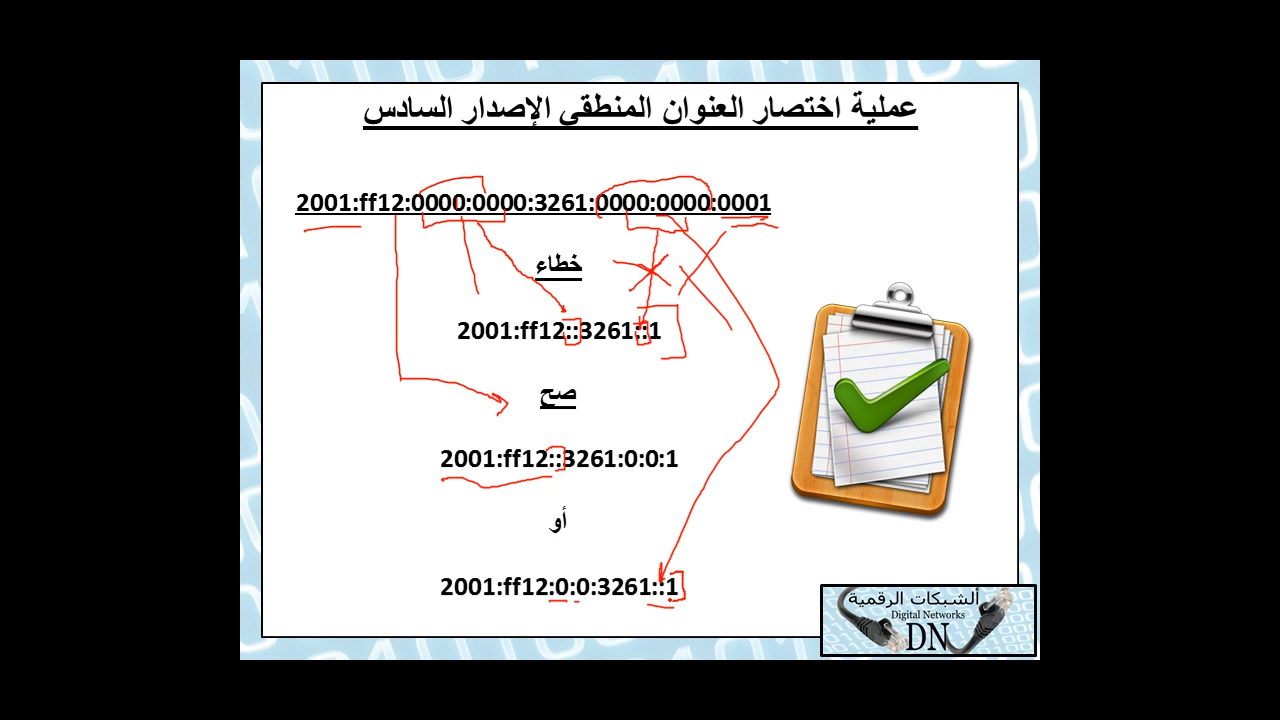 عملية اختصار العنوان المنطقي الإصدار السادس
2001:ff12:0000:0000:3261:0000:0000:0001
خطاء
2001:ff12::3261::1
صح
2001:ff12::3261:0:0:1
أو
2001:ff12:0:0:3261::1
ألشبكات الرقمية
Digital Networks
DN